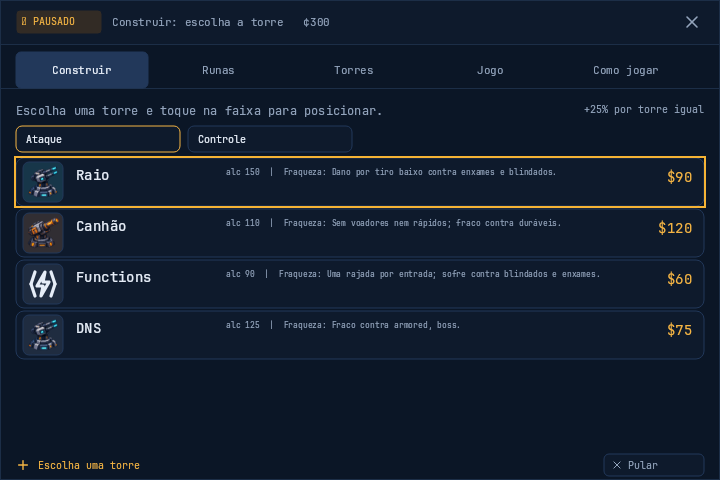 PAUSADO Construir: escolha a torre $300
Construir Runas Torres Jogo Como jogar
Escolha uma torre e toque na faixa para posicionar. +25% por torre igual
Ataque Controle
Raio alc 150 | Fraqueza: Dano por tiro baixo contra enxames e blindados. $90
Canhão alc 110 | Fraqueza: Sem voadores nem rápidos; fraco contra duráveis. $120
Functions alc 90 | Fraqueza: Uma rajada por entrada; sofre contra blindados e enxames. $60
DNS alc 125 | Fraqueza: Fraco contra armored, boss. $75
Escolha uma torre Pular